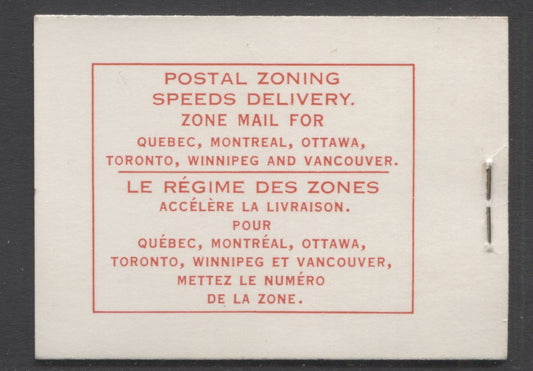 POSTAL ZONING
SPEEDS DELIVERY.
ZONE MAIL FOR
QUEBEC, MONTREAL, OTTAWA,
TORONTO, WINNIPEG AND VANCOUVER.
LE RÉGIME DES ZONES
ACCÉLÈRE LA LIVRAISON.
POUR
QUÉBEC, MONTRÉAL, OTTAWA,
TORONTO, WINNIPEG ET VANCOUVER,
METTEZ LE NUMÉRO
DE LA ZONE.